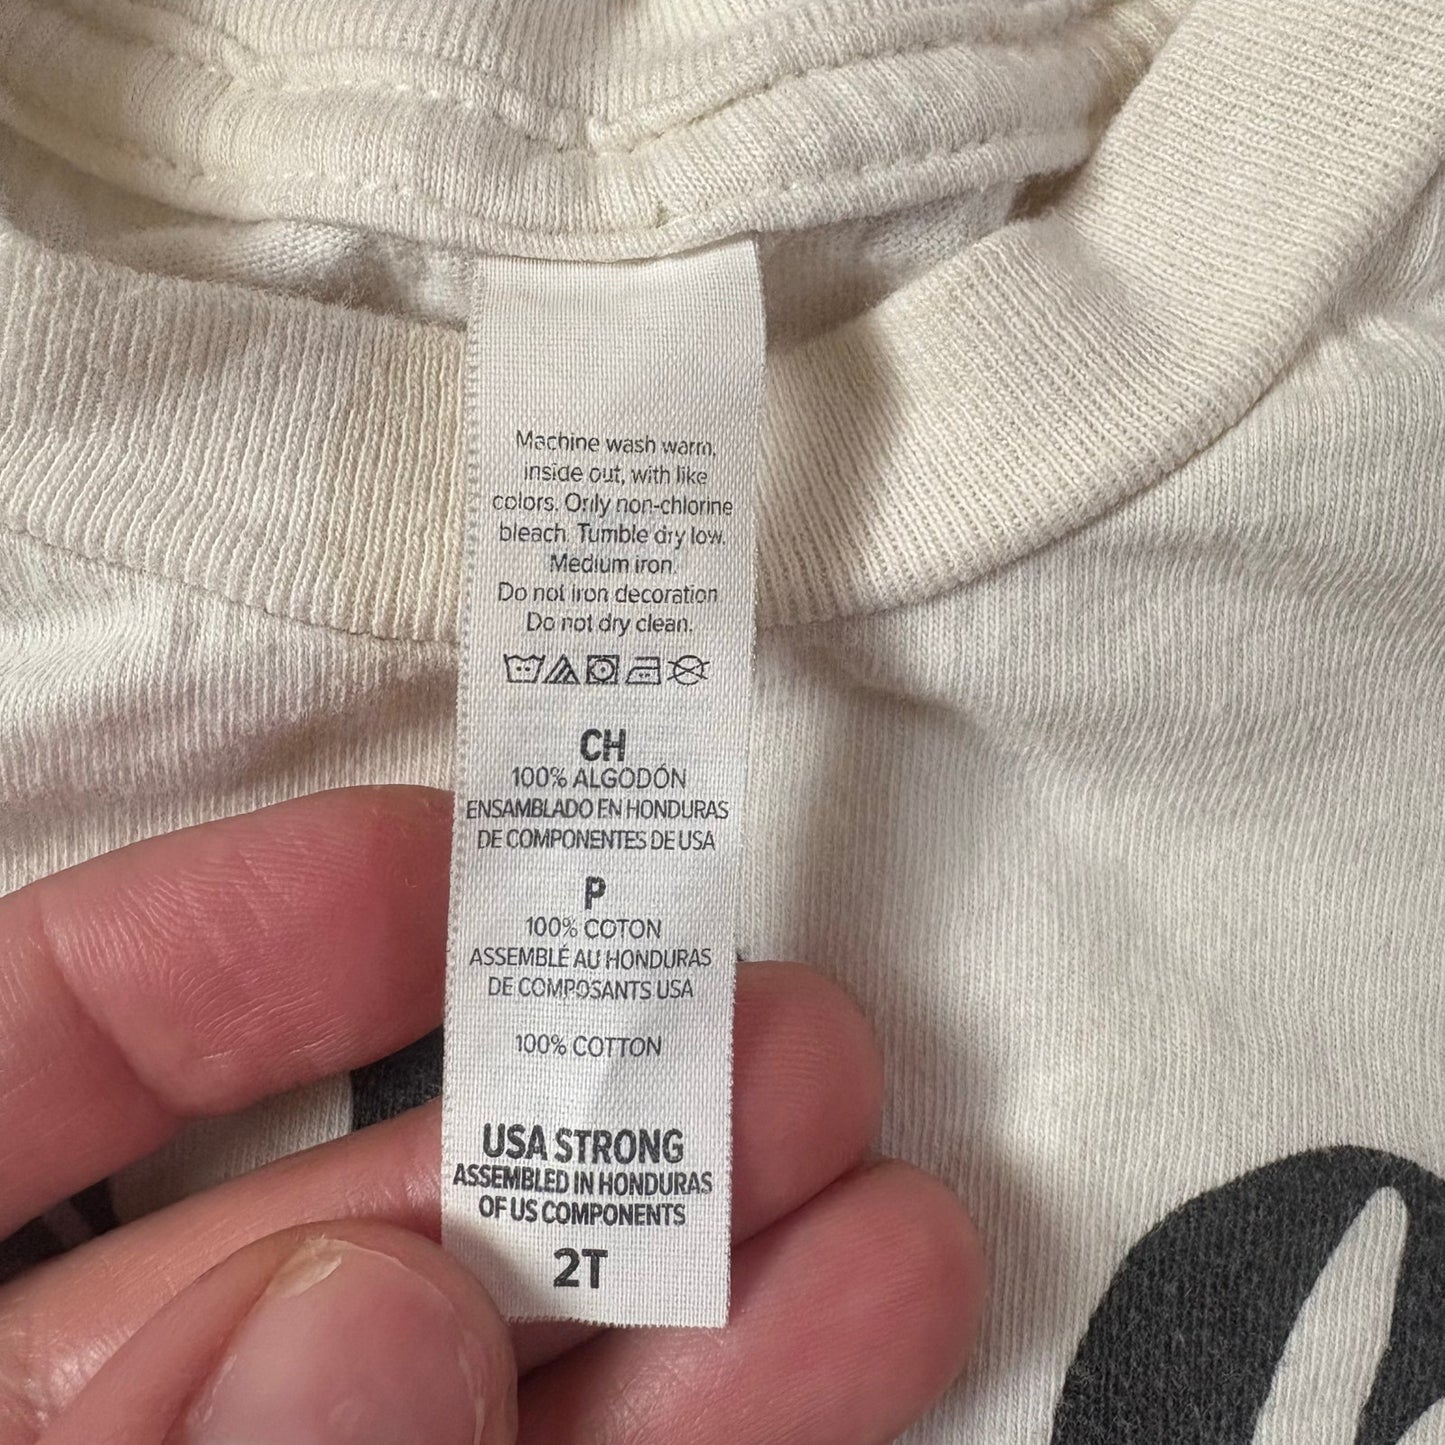 Machine wash warm,
inside out, with like
colors. Only non-chlorine
bleach. Tumble dry low.
Medium iron.
Do not iron decoration.
Do not dry clean.
CH
100% ALGODÓN
ENSAMBLADO EN HONDURAS
DE COMPONENTES DE USA
P
100% COTON
ASSEMBLÉ AU HONDURAS
DE COMPOSANTS USA
100% COTTON
USA STRONG
ASSEMBLED IN HONDURAS
OF US COMPONENTS
2T